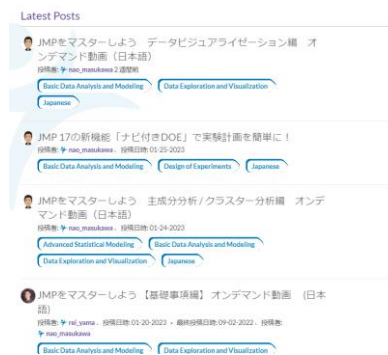 Latest Posts
JMPをマスターしよう　データビジュアライゼーション編　オ
ンデマンド動画（日本語）
投稿者: nao_masukawa 2 週間前
Basic Data Analysis and Modeling Data Exploration and Visualization
Japanese
JMP 17の新機能「ナビ付きDOE」で実験計画を簡単に！
投稿者: nao_masukawa . 投稿日時: 01-25-2023
Basic Data Analysis and Modeling Design of Experiments Japanese
JMPをマスターしよう　主成分分析 / クラスター分析編　オンデ
マンド動画（日本語）
投稿者: nao_masukawa . 投稿日時: 01-24-2023
Advanced Statistical Modeling Basic Data Analysis and Modeling
Data Exploration and Visualization Japanese
JMPをマスターしよう 【基礎事項編】 オンデマンド動画　(日本
語)
投稿者: rei_yama . 投稿日時: 01-20-2023 • 最終投稿日時: 09-02-2022 . 投稿者:
nao_masukawa
Basic Data Analysis and Modeling Data Exploration and Visualization